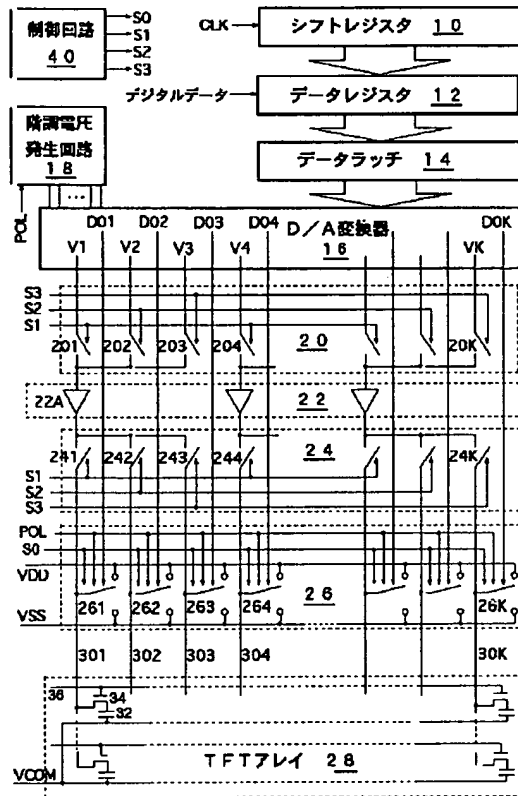 制御回路
40
S0
S1
S2
S3
CLK
シフトレジスタ 10
デジタルデータ
データレジスタ 12
階調電圧
発生回路
18
データラッチ 14
POL
D01 D02 D03 D04 D0K
D/A変換器
V1 V2 V3 V4 16 VK
S3
S2
S1
201 202 203 204 20 20K
22A 22
241 242 243 244 24 24K
S1
S2
S3
POL
S0
VDD
261 262 263 264 26 26K
VSS
301 302 303 304 30K
36 34
32
TFTアレイ 28
VCOM